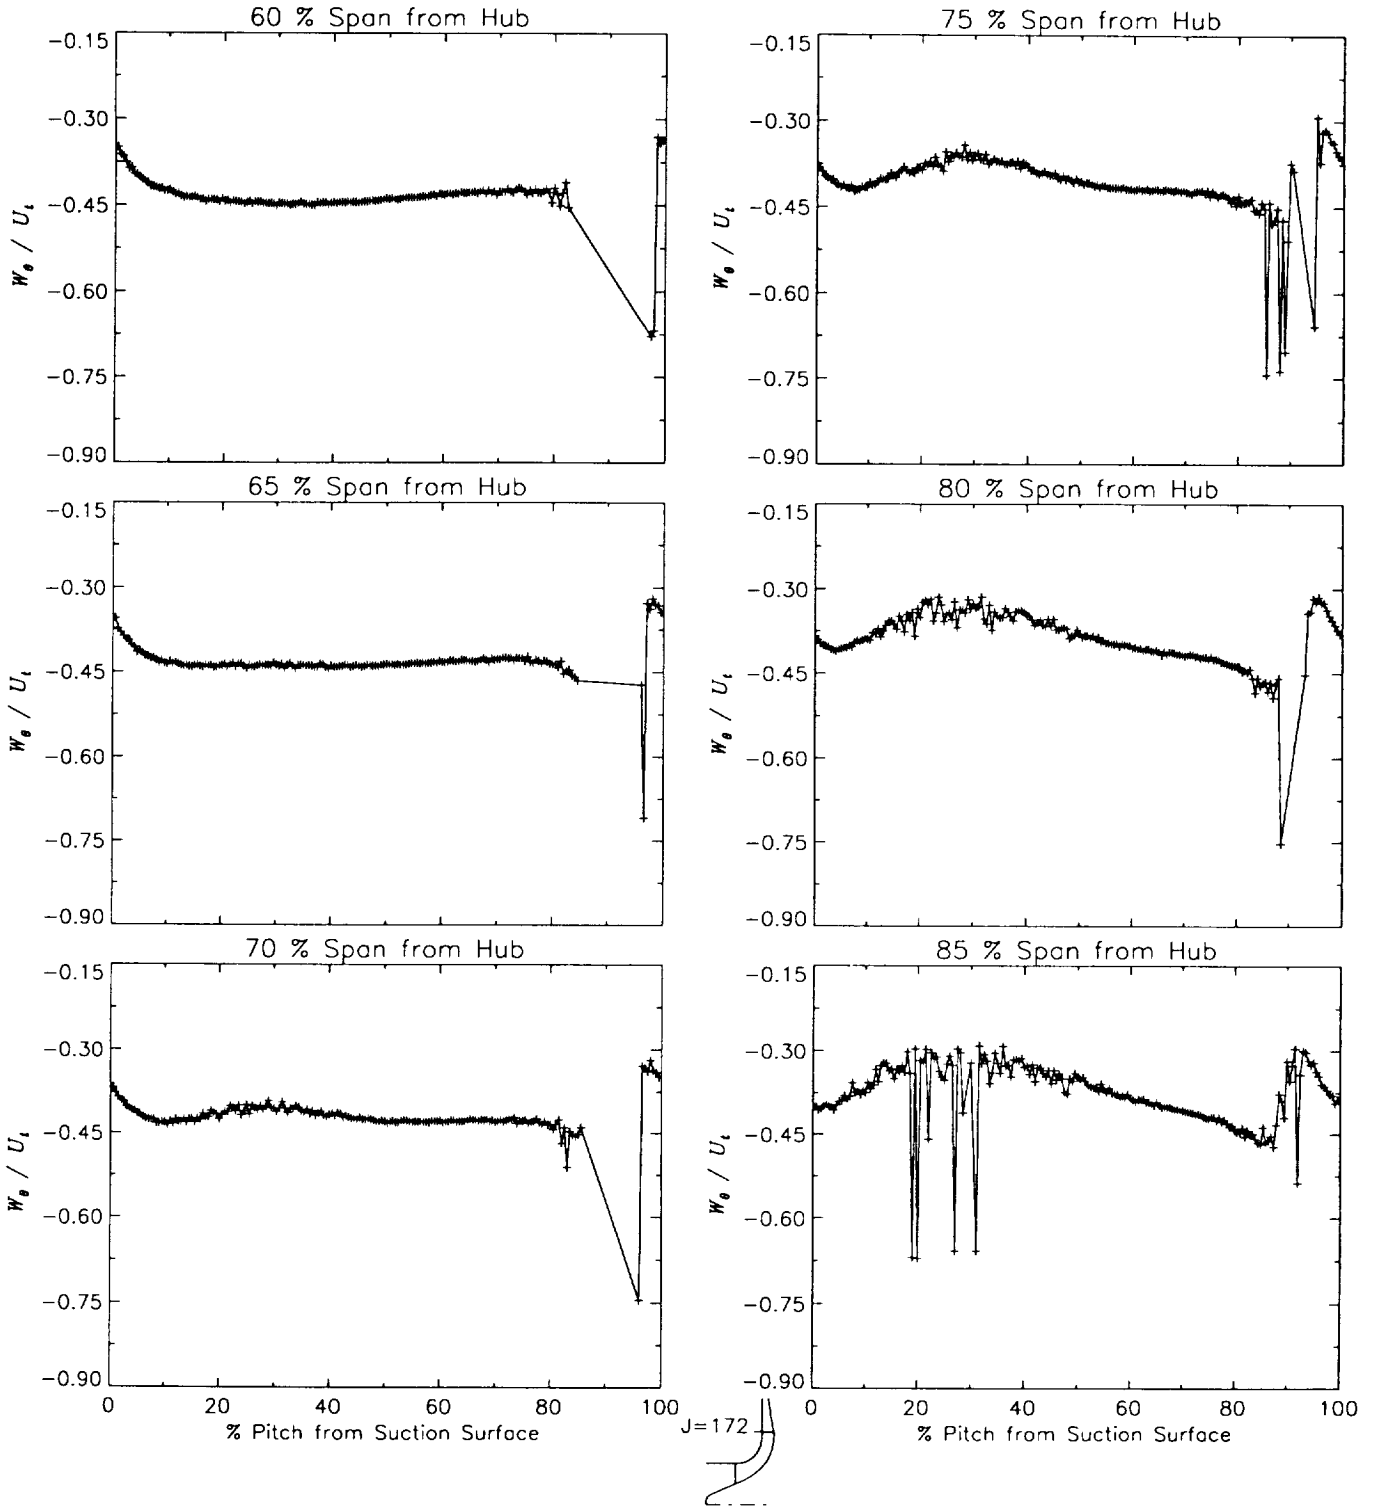 60 % Span from Hub
−0.15
−0.30
−0.45
−0.60
−0.75
−0.90
W_θ / U_t
65 % Span from Hub
−0.15
−0.30
−0.45
−0.60
−0.75
−0.90
W_θ / U_t
70 % Span from Hub
−0.15
−0.30
−0.45
−0.60
−0.75
−0.90
W_θ / U_t
0 20 40 60 80 100
% Pitch from Suction Surface
75 % Span from Hub
−0.15
−0.30
−0.45
−0.60
−0.75
−0.90
W_θ / U_t
80 % Span from Hub
−0.15
−0.30
−0.45
−0.60
−0.75
−0.90
W_θ / U_t
85 % Span from Hub
−0.15
−0.30
−0.45
−0.60
−0.75
−0.90
W_θ / U_t
0 20 40 60 80 100
% Pitch from Suction Surface
J=172